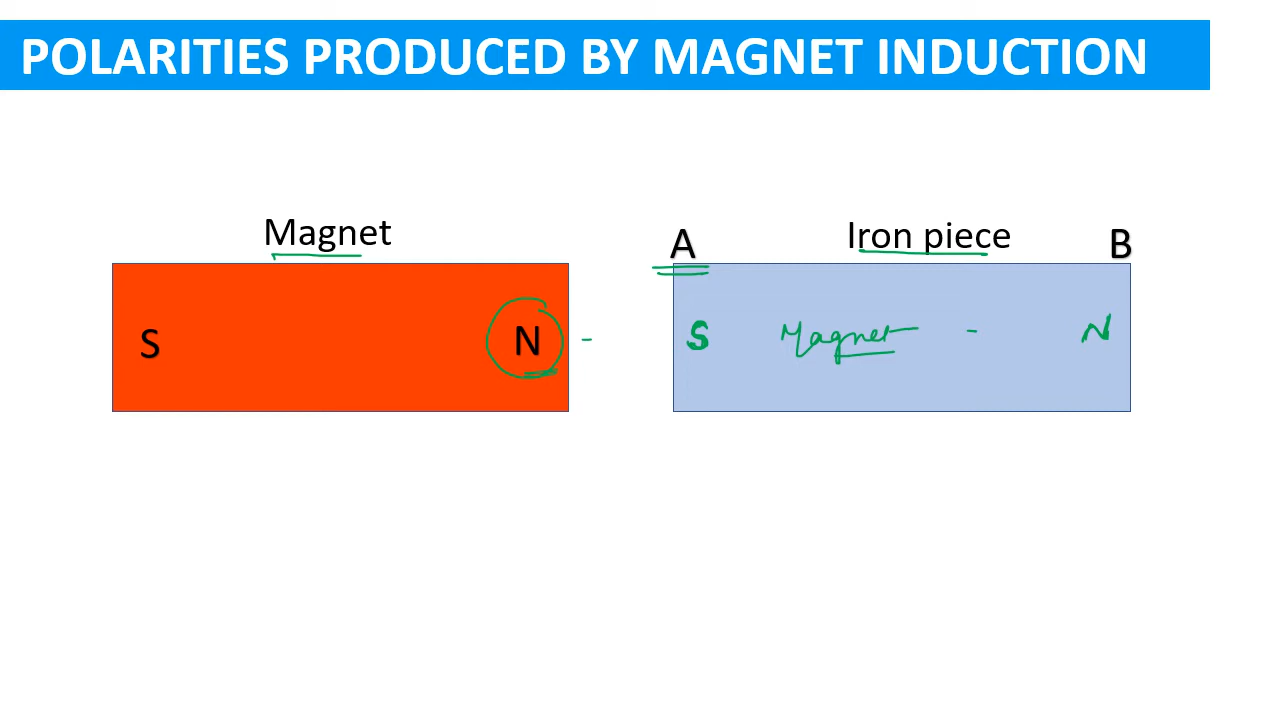 POLARITIES PRODUCED BY MAGNET INDUCTION
Magnet
A Iron piece B
S N - S Magnet - N